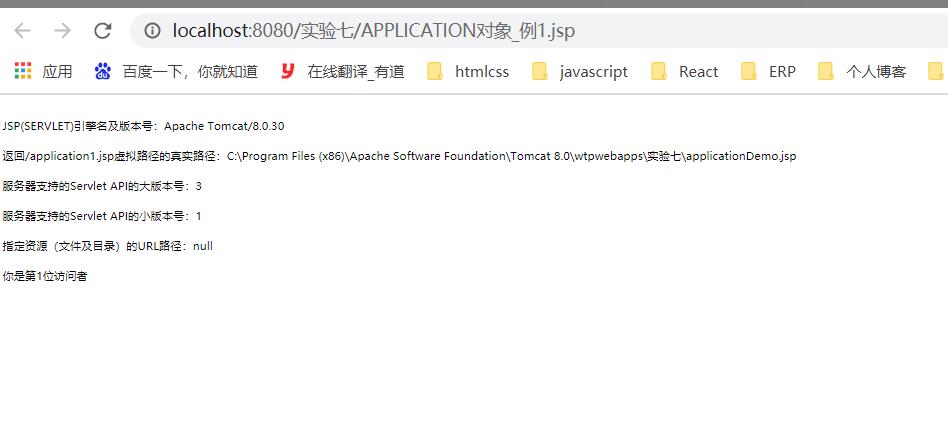 localhost:8080/实验七/APPLICATION对象_例1.jsp
应用 百度一下，你就知道 在线翻译_有道 htmlcss javascript React ERP 个人博客
JSP(SERVLET)引擎名及版本号：Apache Tomcat/8.0.30
返回/application1.jsp虚拟路径的真实路径：C:\Program Files (x86)\Apache Software Foundation\Tomcat 8.0\wtpwebapps\实验七\applicationDemo.jsp
服务器支持的Servlet API的大版本号：3
服务器支持的Servlet API的小版本号：1
指定资源（文件及目录）的URL路径：null
你是第1位访问者